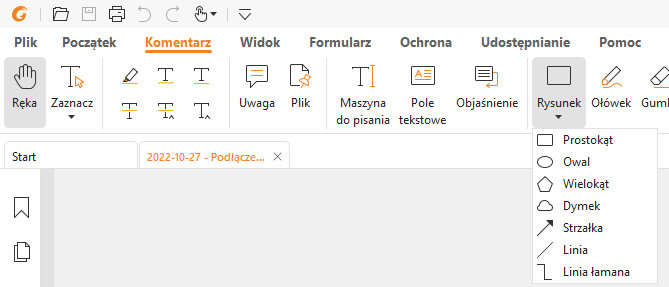 Plik Początek Komentarz Widok Formularz Ochrona Udostępnianie Pomoc
Ręka
Zaznacz
Uwaga
Plik
Maszyna
do pisania
Pole
tekstowe
Objaśnienie
Rysunek
Ołówek
Gumk
Prostokąt
Owal
Wielokąt
Dymek
Strzałka
Linia
Linia łamana
Start
2022-10-27 - Podłącze...